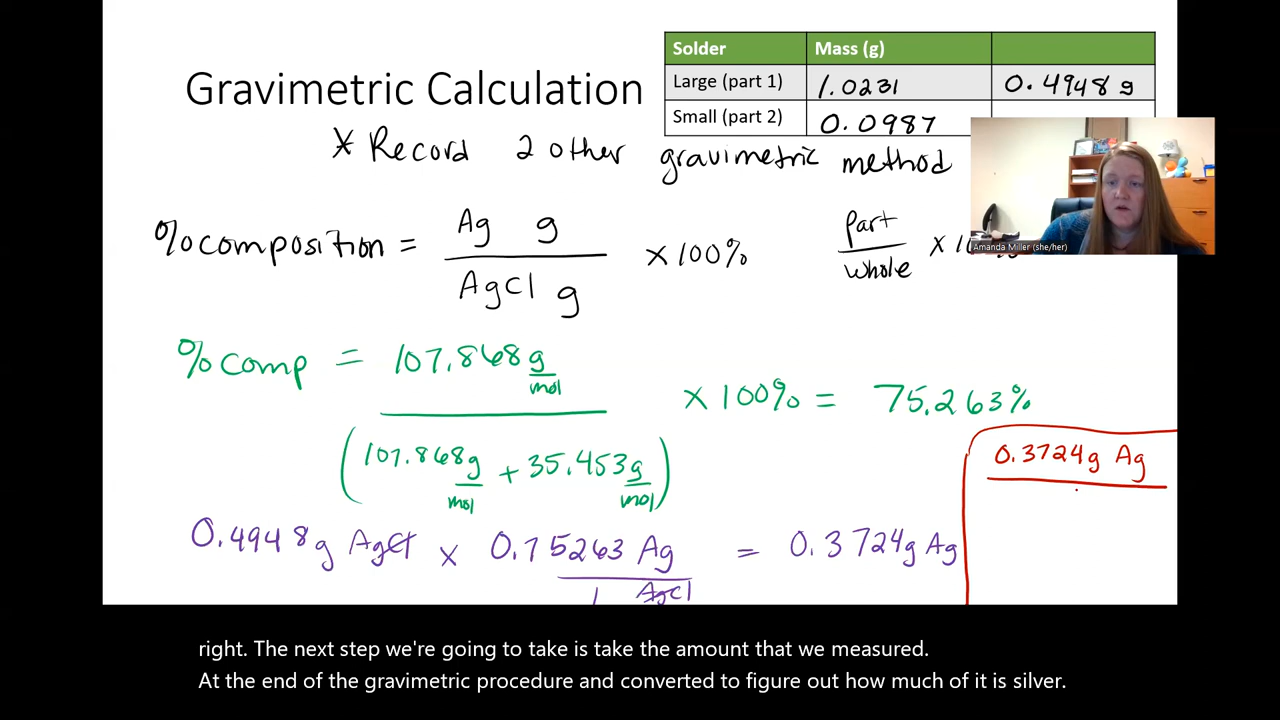 Gravimetric Calculation
Solder Mass (g)
Large (part 1) 1.0231 0.4948 g
Small (part 2) 0.0987
* Record 2 other gravimetric method
Amanda Miller (she/her)
%composition = Ag g / AgCl g × 100%
Part / whole × 10
%comp = 107.868 g/mol / (107.868 g/mol + 35.453 g/mol) × 100% = 75.263%
0.3724g Ag
0.4948g AgCl × 0.75263 Ag / 1 AgCl = 0.3724g Ag
right. The next step we're going to take is take the amount that we measured.
At the end of the gravimetric procedure and converted to figure out how much of it is silver.